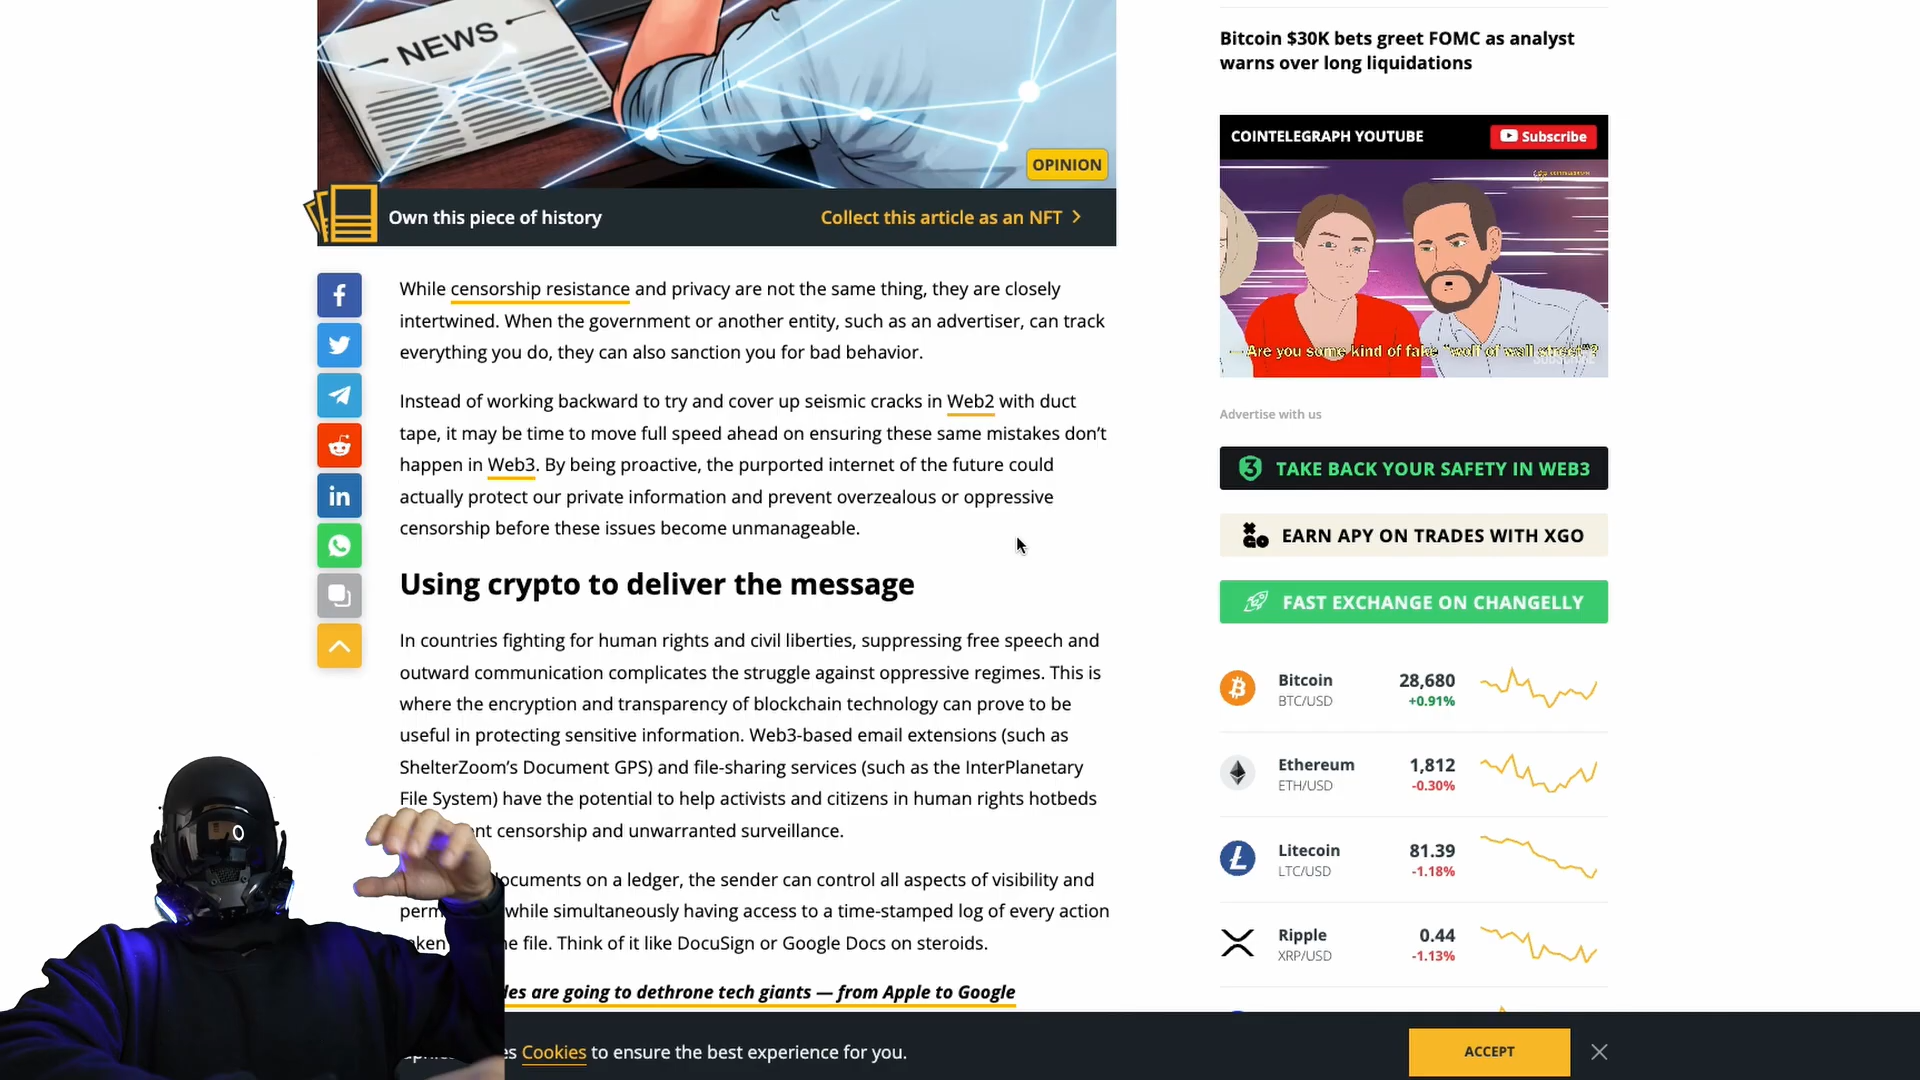 NEWS
OPINION
Own this piece of history
Collect this article as an NFT
While censorship resistance and privacy are not the same thing, they are closely
intertwined. When the government or another entity, such as an advertiser, can track
everything you do, they can also sanction you for bad behavior.
Instead of working backward to try and cover up seismic cracks in Web2 with duct
tape, it may be time to move full speed ahead on ensuring these same mistakes don’t
happen in Web3. By being proactive, the purported internet of the future could
actually protect our private information and prevent overzealous or oppressive
censorship before these issues become unmanageable.
Using crypto to deliver the message
In countries fighting for human rights and civil liberties, suppressing free speech and
outward communication complicates the struggle against oppressive regimes. This is
where the encryption and transparency of blockchain technology can prove to be
useful in protecting sensitive information. Web3-based email extensions (such as
ShelterZoom’s Document GPS) and file-sharing services (such as the InterPlanetary
File System) have the potential to help activists and citizens in human rights hotbeds
censorship and unwarranted surveillance.
on a ledger, the sender can control all aspects of visibility and
while simultaneously having access to a time-stamped log of every action
file. Think of it like DocuSign or Google Docs on steroids.
are going to dethrone tech giants — from Apple to Google
Cookies to ensure the best experience for you.
ACCEPT
Bitcoin $30K bets greet FOMC as analyst
warns over long liquidations
COINTELEGRAPH YOUTUBE
Subscribe
Are you some kind of fake "wolf of wall street"?
Advertise with us
TAKE BACK YOUR SAFETY IN WEB3
EARN APY ON TRADES WITH XGO
FAST EXCHANGE ON CHANGELLY
Bitcoin 28,680
BTC/USD +0.91%
Ethereum 1,812
ETH/USD -0.30%
Litecoin 81.39
LTC/USD -1.18%
Ripple 0.44
XRP/USD -1.13%